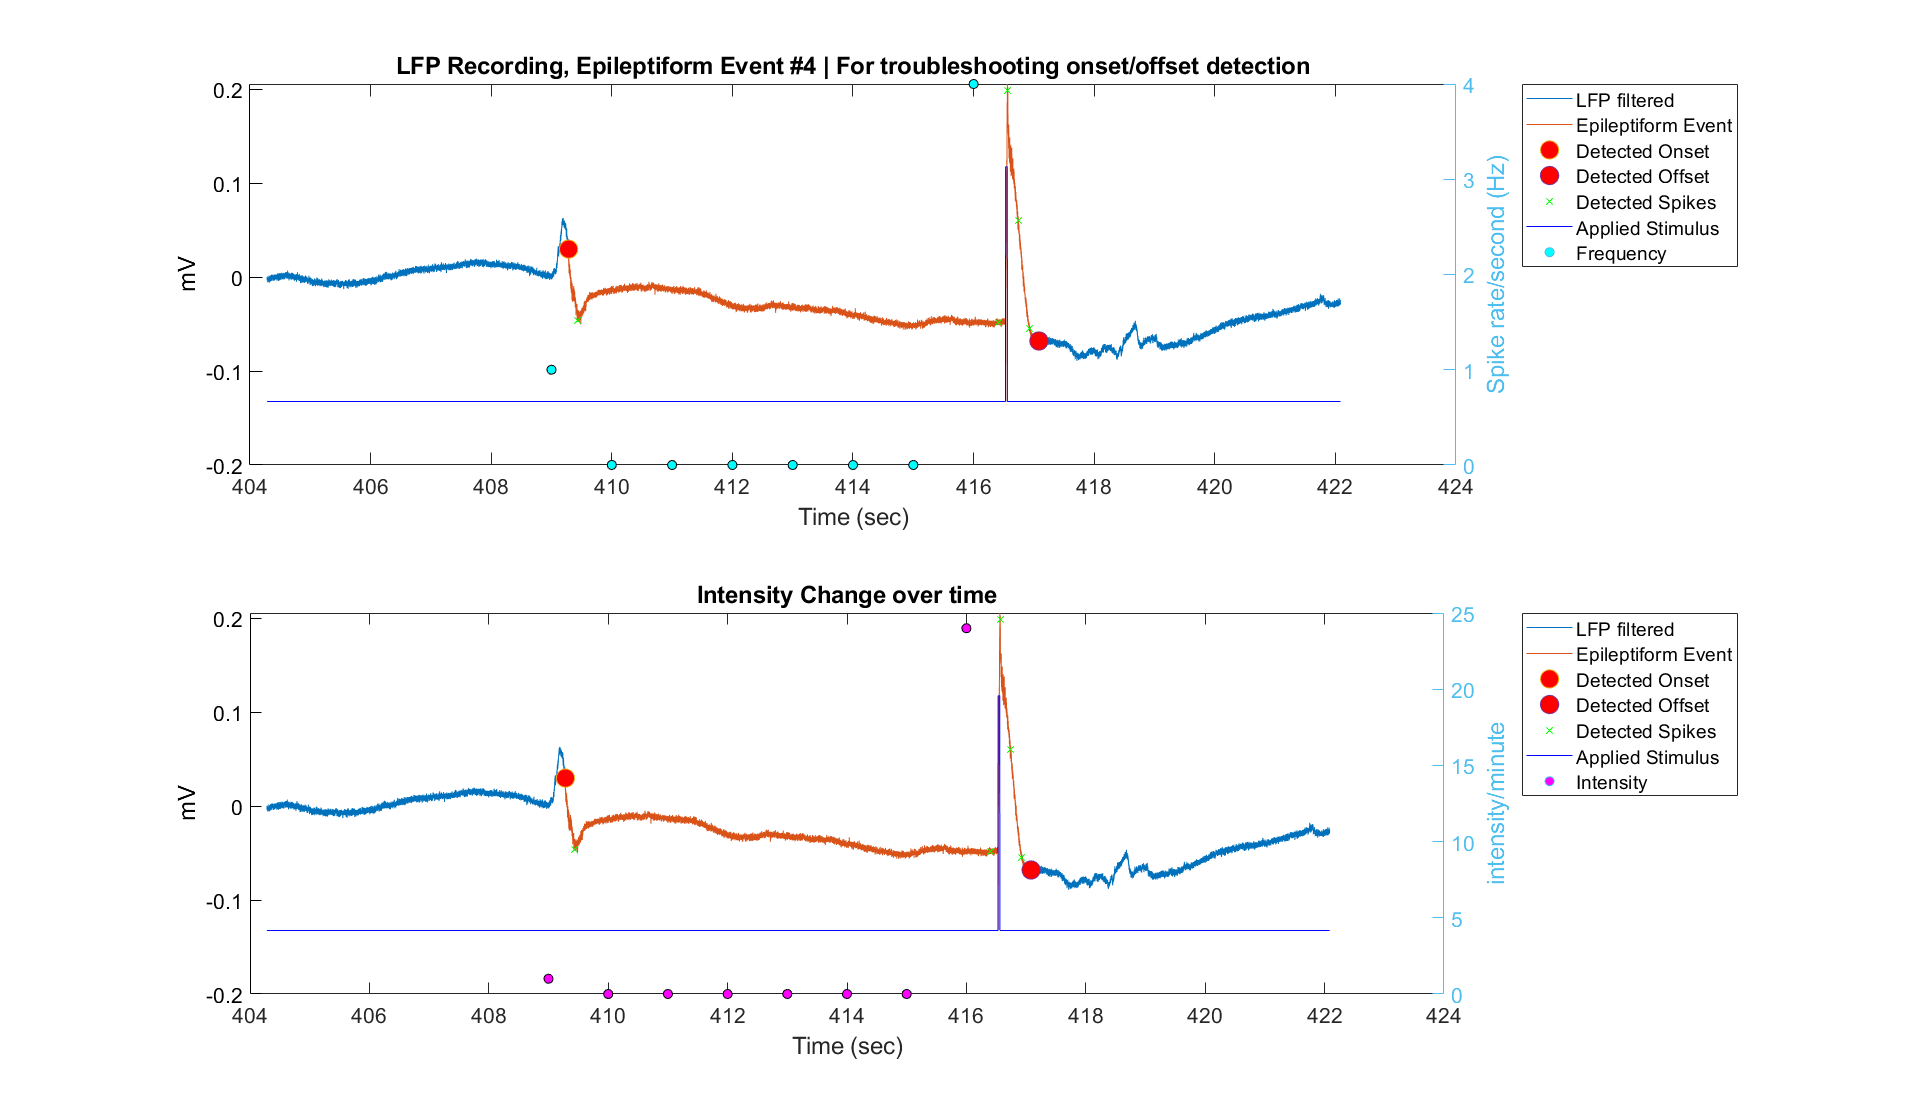 LFP Recording, Epileptiform Event #4 | For troubleshooting onset/offset detection
0.2
0.1
0
-0.1
-0.2
mV
404 406 408 410 412 414 416 418 420 422 424
Time (sec)
4
3
2
1
0
Spike rate/second (Hz)
LFP filtered
Epileptiform Event
Detected Onset
Detected Offset
Detected Spikes
Applied Stimulus
Frequency
Intensity Change over time
0.2
0.1
0
-0.1
-0.2
mV
404 406 408 410 412 414 416 418 420 422 424
Time (sec)
25
20
15
10
5
0
intensity/minute
LFP filtered
Epileptiform Event
Detected Onset
Detected Offset
Detected Spikes
Applied Stimulus
Intensity